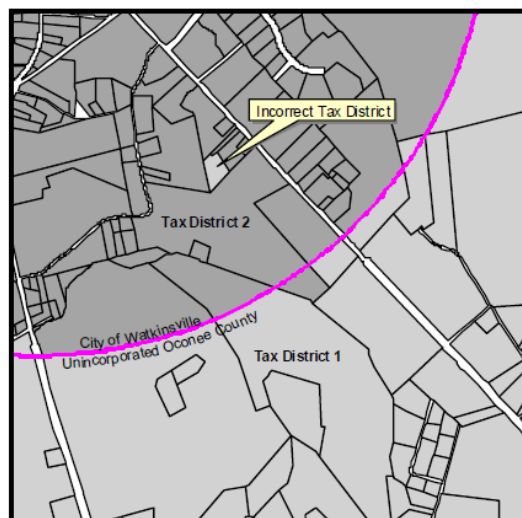 Incorrect Tax District
Tax District 2
City of Watkinsville
Unincorporated Oconee County
Tax District 1